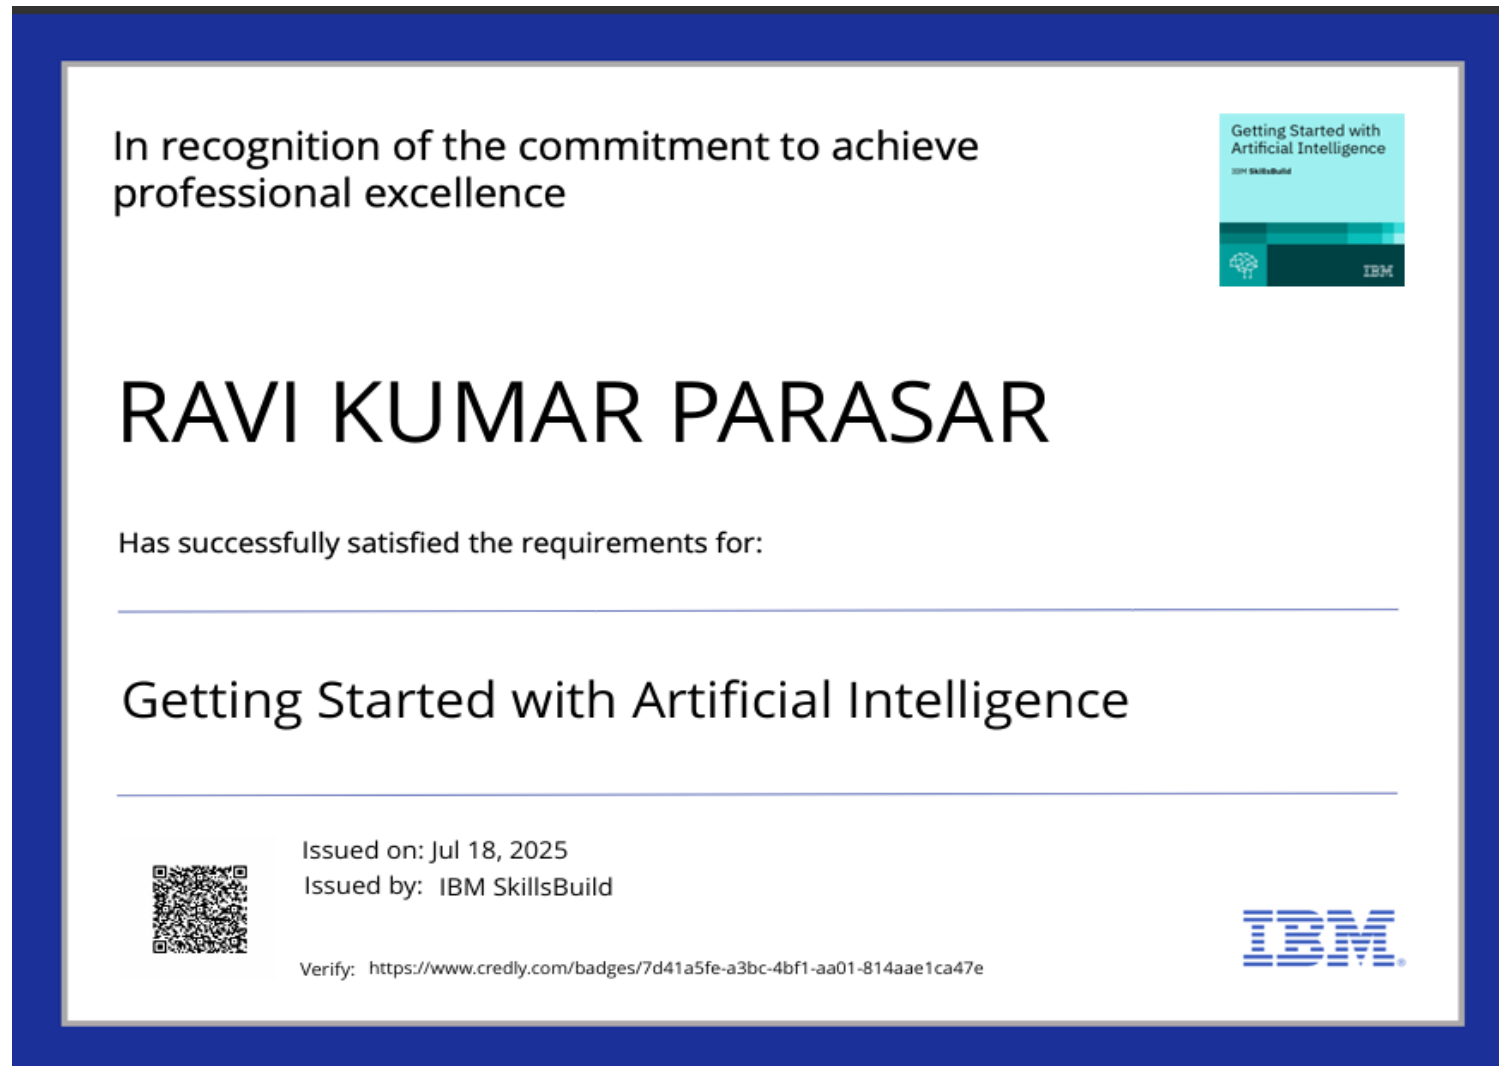 In recognition of the commitment to achieve
professional excellence
Getting Started with
Artificial Intelligence
IBM SkillsBuild
IBM
RAVI KUMAR PARASAR
Has successfully satisfied the requirements for:
Getting Started with Artificial Intelligence
Issued on: Jul 18, 2025
Issued by: IBM SkillsBuild
Verify: https://www.credly.com/badges/7d41a5fe-a3bc-4bf1-aa01-814aae1ca47e
IBM®